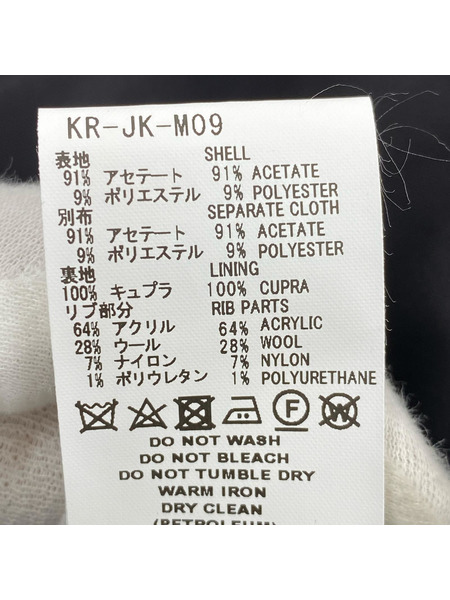 KR-JK-M09
表地 SHELL
91% アセテート 91% ACETATE
9% ポリエステル 9% POLYESTER
別布 SEPARATE CLOTH
91% アセテート 91% ACETATE
9% ポリエステル 9% POLYESTER
裏地 LINING
100% キュプラ 100% CUPRA
リブ部分 RIB PARTS
64% アクリル 64% ACRYLIC
28% ウール 28% WOOL
7% ナイロン 7% NYLON
1% ポリウレタン 1% POLYURETHANE
F W
DO NOT WASH
DO NOT BLEACH
DO NOT TUMBLE DRY
WARM IRON
DRY CLEAN
(PETROLEUM)